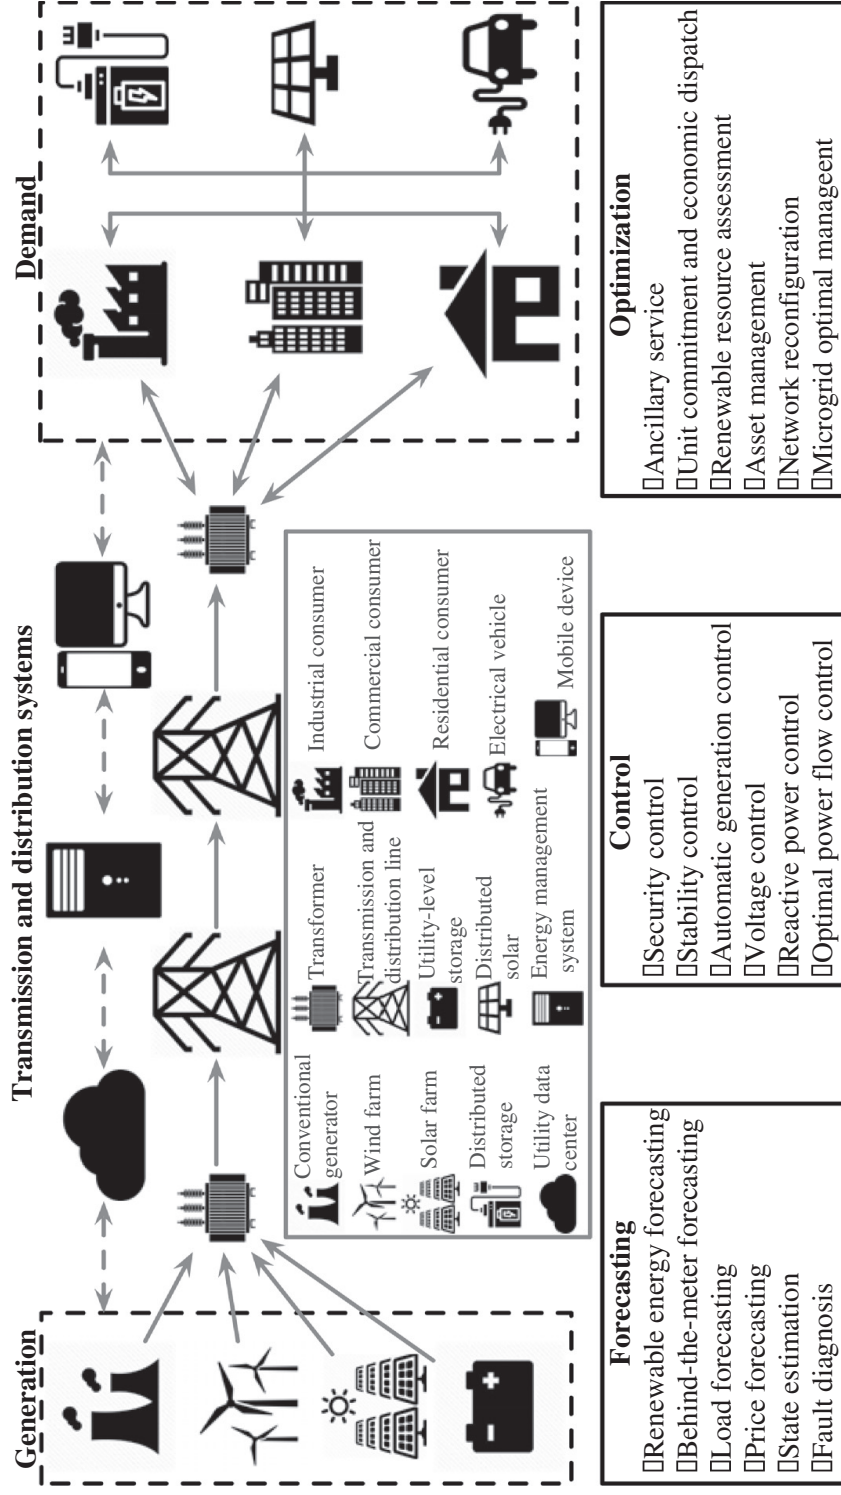 Generation
Transmission and distribution systems
Demand
Conventional
generator
Wind farm
Solar farm
Distributed
storage
Utility data
center
Transformer
Transmission and
distribution line
Utility-level
storage
Distributed
solar
Energy management
system
Industrial consumer
Commercial consumer
Residential consumer
Electrical vehicle
Mobile device
Forecasting
▯Renewable energy forecasting
▯Behind-the-meter forecasting
▯Load forecasting
▯Price forecasting
▯State estimation
▯Fault diagnosis
Control
▯Security control
▯Stability control
▯Automatic generation control
▯Voltage control
▯Reactive power control
▯Optimal power flow control
Optimization
▯Ancillary service
▯Unit commitment and economic dispatch
▯Renewable resource assessment
▯Asset management
▯Network reconfiguration
▯Microgrid optimal manageent